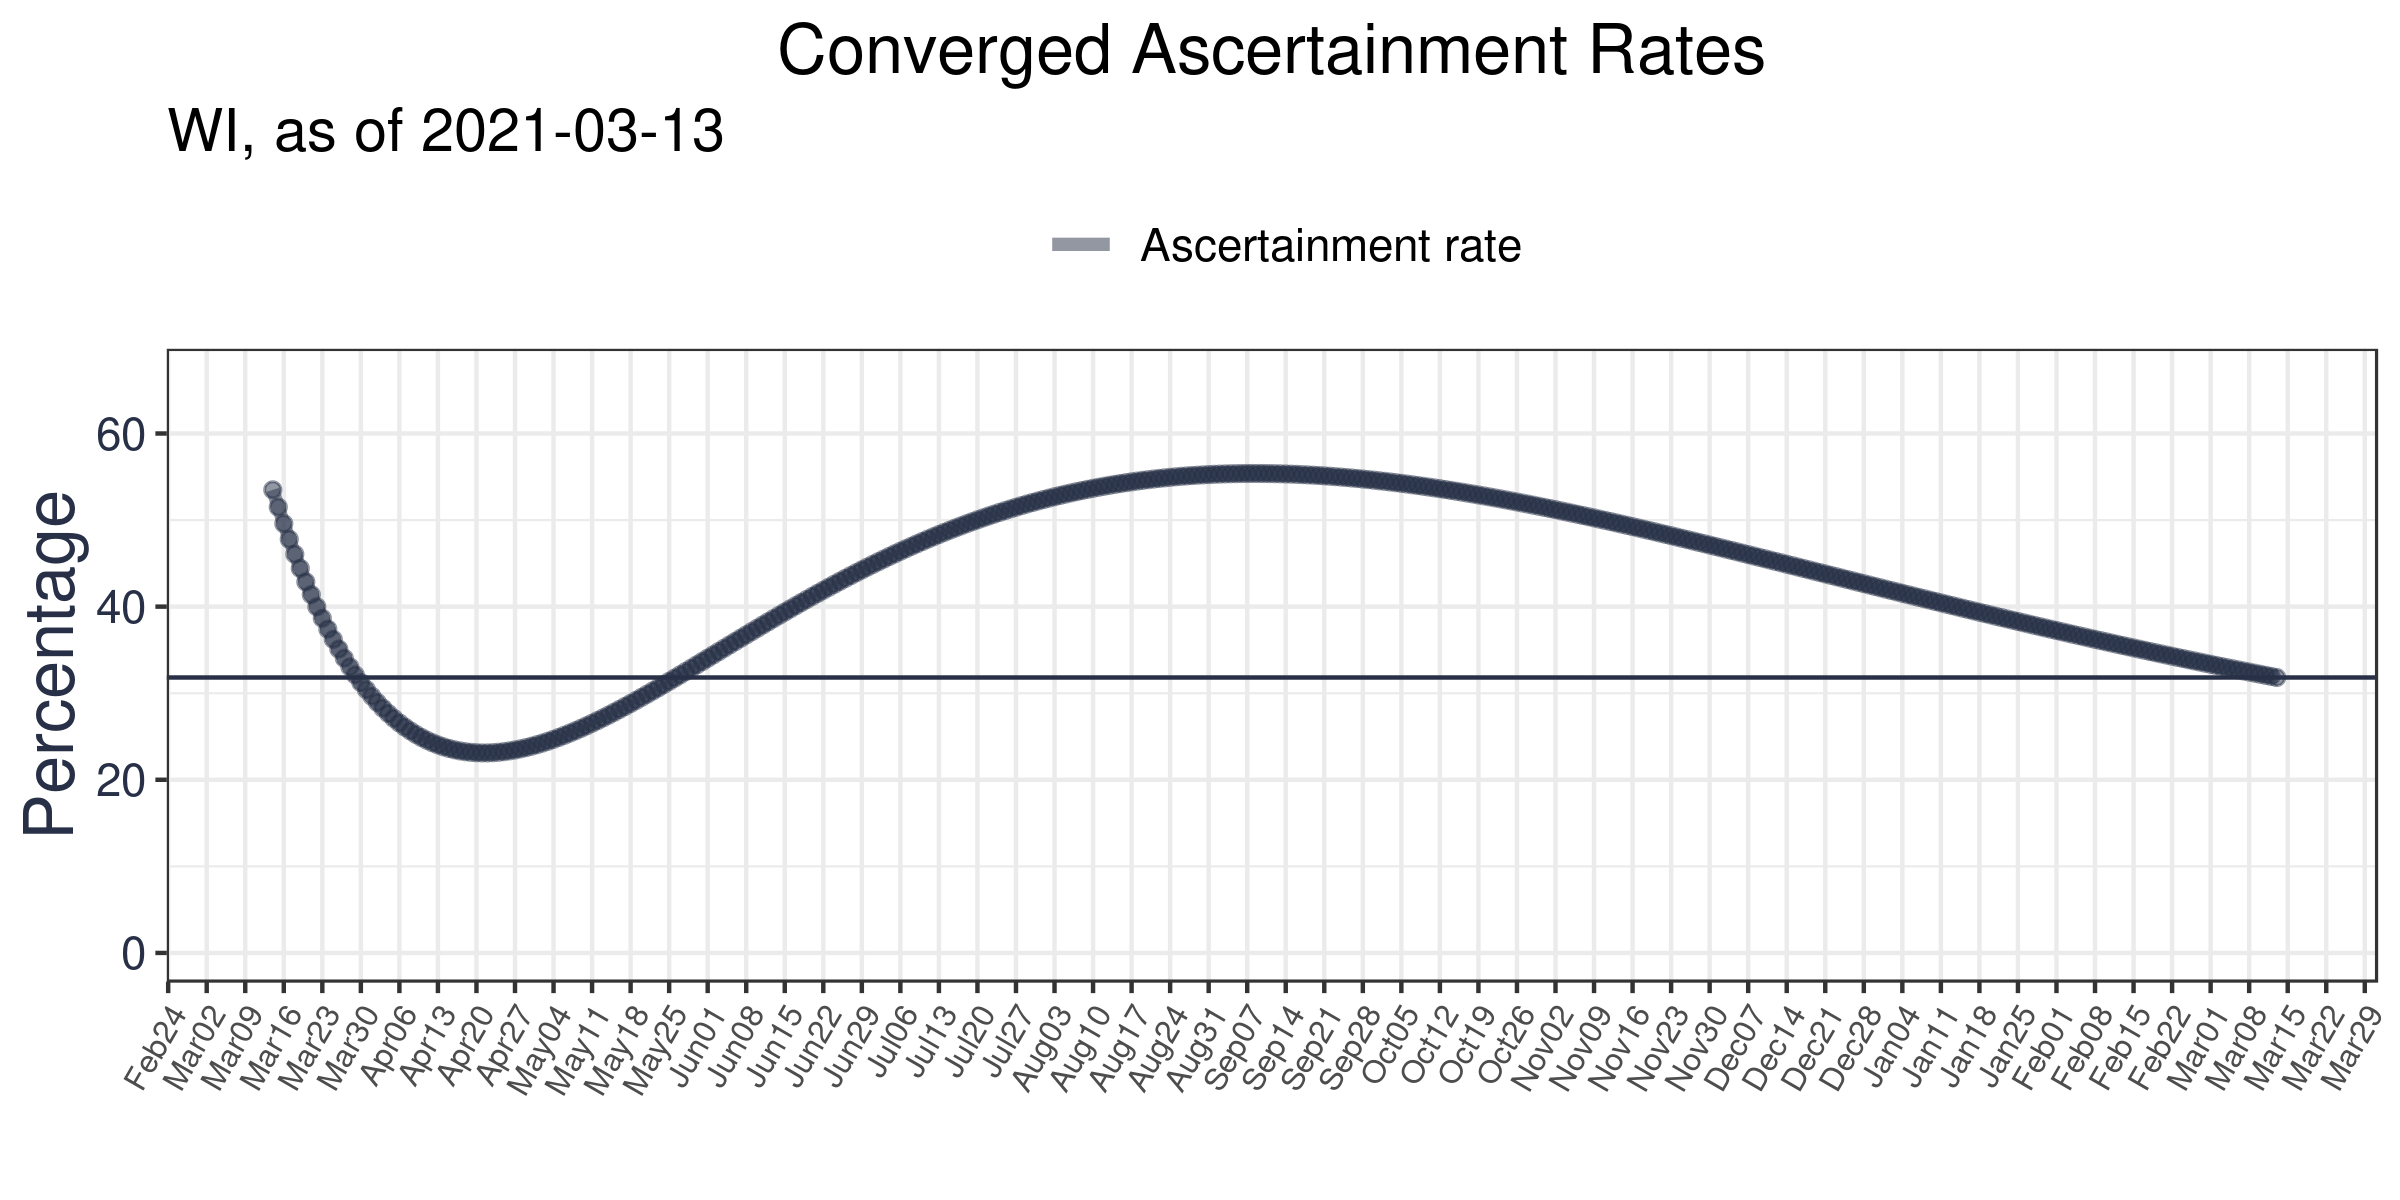 Converged Ascertainment Rates
WI, as of 2021-03-13
Ascertainment rate
Percentage
60
40
20
0
Feb24 Mar02 Mar09 Mar16 Mar23 Mar30 Apr06 Apr13 Apr20 Apr27 May04 May11 May18 May25 Jun01 Jun08 Jun15 Jun22 Jun29 Jul06 Jul13 Jul20 Jul27 Aug03 Aug10 Aug17 Aug24 Aug31 Sep07 Sep14 Sep21 Sep28 Oct05 Oct12 Oct19 Oct26 Nov02 Nov09 Nov16 Nov23 Nov30 Dec07 Dec14 Dec21 Dec28 Jan04 Jan11 Jan18 Jan25 Feb01 Feb08 Feb15 Feb22 Mar01 Mar08 Mar15 Mar22 Mar29